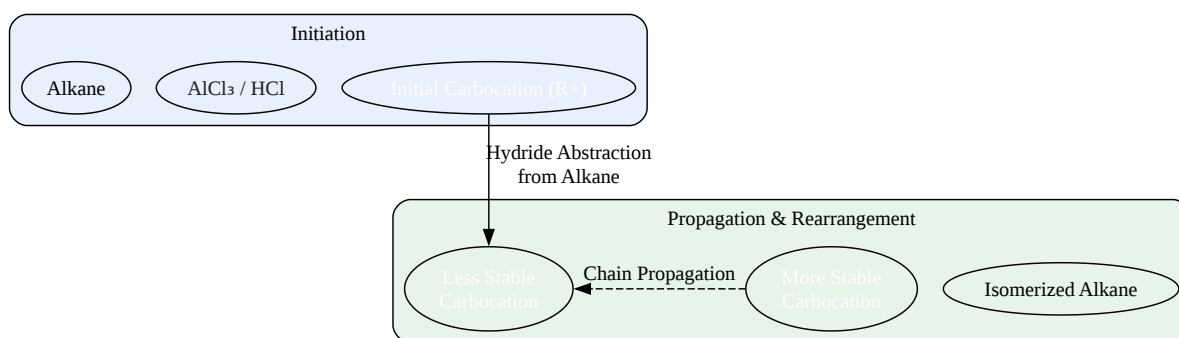 Initiation
Alkane
AlCl₃ / HCl
Initial Carbocation (R+)
Hydride Abstraction
from Alkane
Propagation & Rearrangement
Less Stable
Carbocation
Chain Propagation
More Stable
Carbocation
Isomerized Alkane